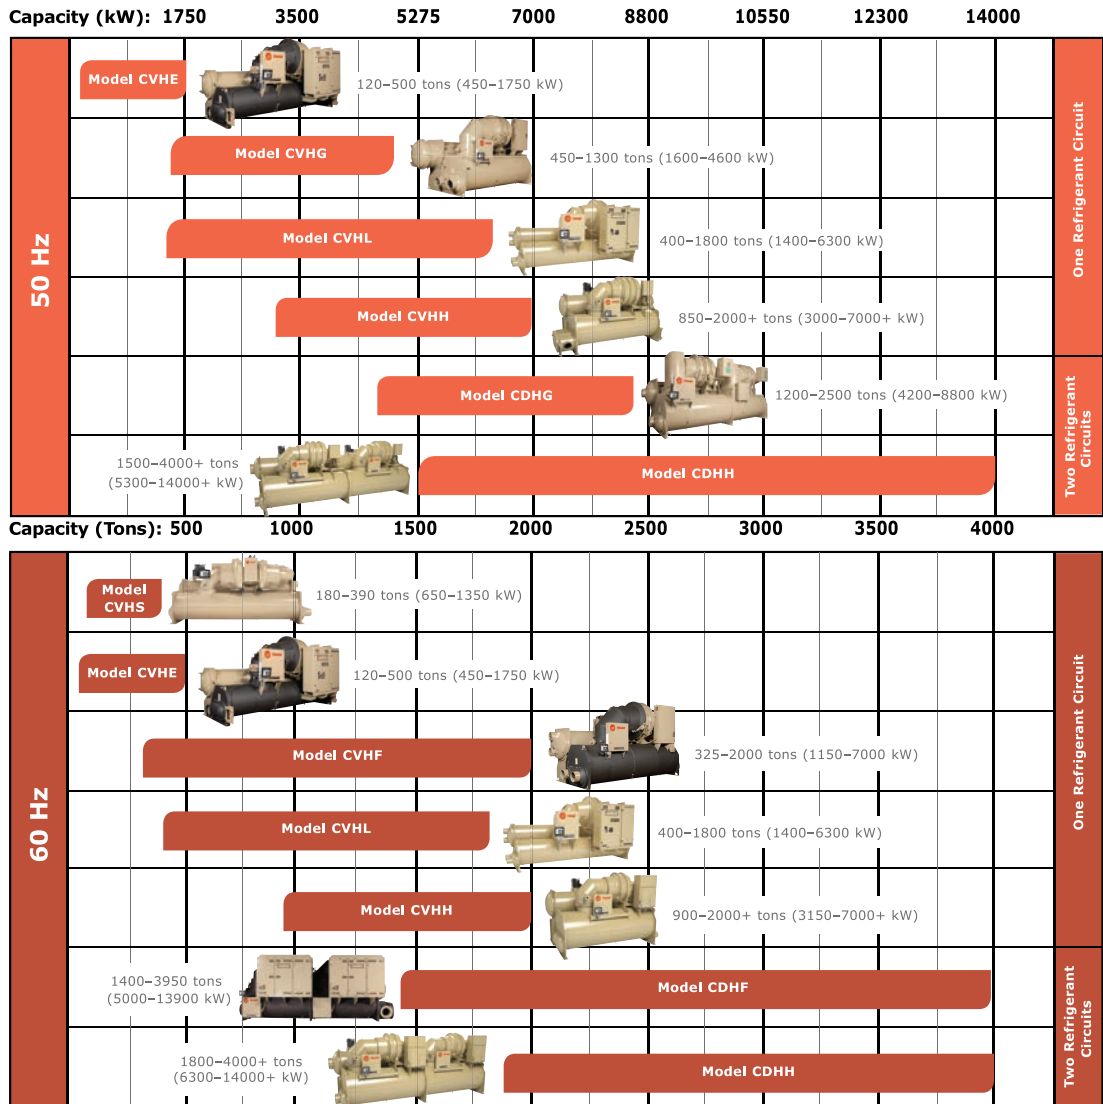 Capacity (kW): 1750 3500 5275 7000 8800 10550 12300 14000
50 Hz
One Refrigerant Circuit
Model CVHE
120–500 tons (450–1750 kW)
Model CVHG
450–1300 tons (1600–4600 kW)
Model CVHL
400–1800 tons (1400–6300 kW)
Model CVHH
850–2000+ tons (3000–7000+ kW)
Two Refrigerant
Circuits
Model CDHG
1200–2500 tons (4200–8800 kW)
1500–4000+ tons
(5300–14000+ kW)
Model CDHH
Capacity (Tons): 500 1000 1500 2000 2500 3000 3500 4000
60 Hz
One Refrigerant Circuit
Model
CVHS
180–390 tons (650–1350 kW)
Model CVHE
120–500 tons (450–1750 kW)
Model CVHF
325–2000 tons (1150–7000 kW)
Model CVHL
400–1800 tons (1400–6300 kW)
Model CVHH
900–2000+ tons (3150–7000+ kW)
Two Refrigerant
Circuits
1400–3950 tons
(5000–13900 kW)
Model CDHF
1800–4000+ tons
(6300–14000+ kW)
Model CDHH